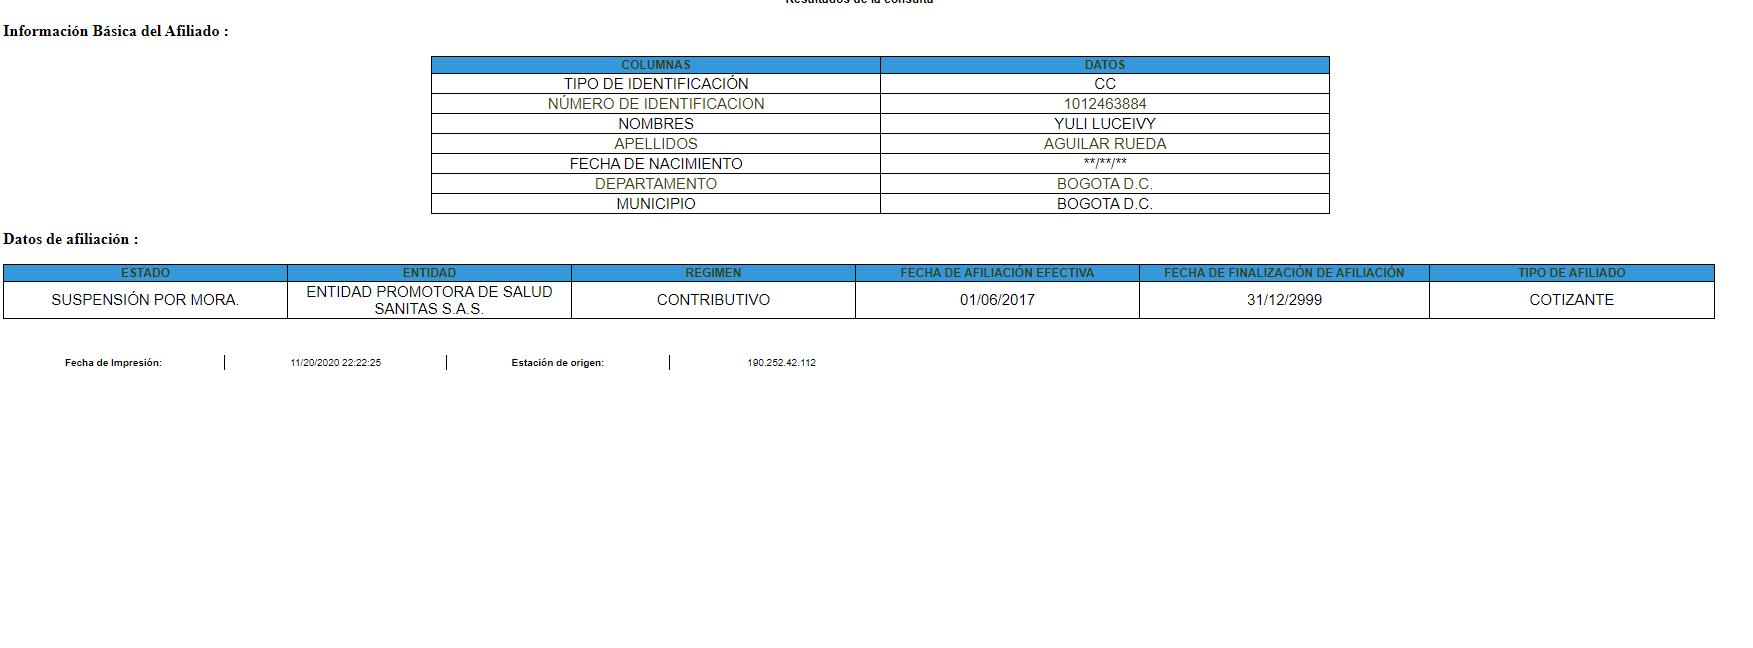 Resultados de la consulta
Información Básica del Afiliado :
COLUMNAS DATOS
TIPO DE IDENTIFICACIÓN CC
NÚMERO DE IDENTIFICACION 1012463884
NOMBRES YULI LUCEIVY
APELLIDOS AGUILAR RUEDA
FECHA DE NACIMIENTO **/**/**
DEPARTAMENTO BOGOTA D.C.
MUNICIPIO BOGOTA D.C.
Datos de afiliación :
ESTADO ENTIDAD REGIMEN FECHA DE AFILIACIÓN EFECTIVA FECHA DE FINALIZACIÓN DE AFILIACIÓN TIPO DE AFILIADO
SUSPENSIÓN POR MORA. ENTIDAD PROMOTORA DE SALUD CONTRIBUTIVO 01/06/2017 31/12/2999 COTIZANTE
SANITAS S.A.S.
Fecha de Impresión: 11/20/2020 22:22:25 Estación de origen: 190.252.42.112